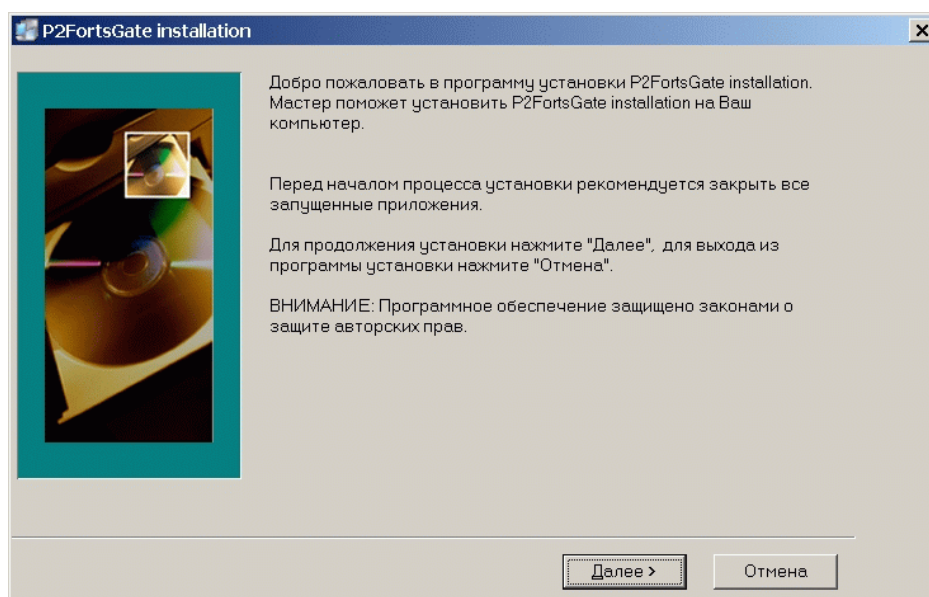 P2FortsGate installation
Добро пожаловать в программу установки P2FortsGate installation.
Мастер поможет установить P2FortsGate installation на Ваш
компьютер.
Перед началом процесса установки рекомендуется закрыть все
запущенные приложения.
Для продолжения установки нажмите "Далее", для выхода из
программы установки нажмите "Отмена".
ВНИМАНИЕ: Программное обеспечение защищено законами о
защите авторских прав.
Далее >
Отмена